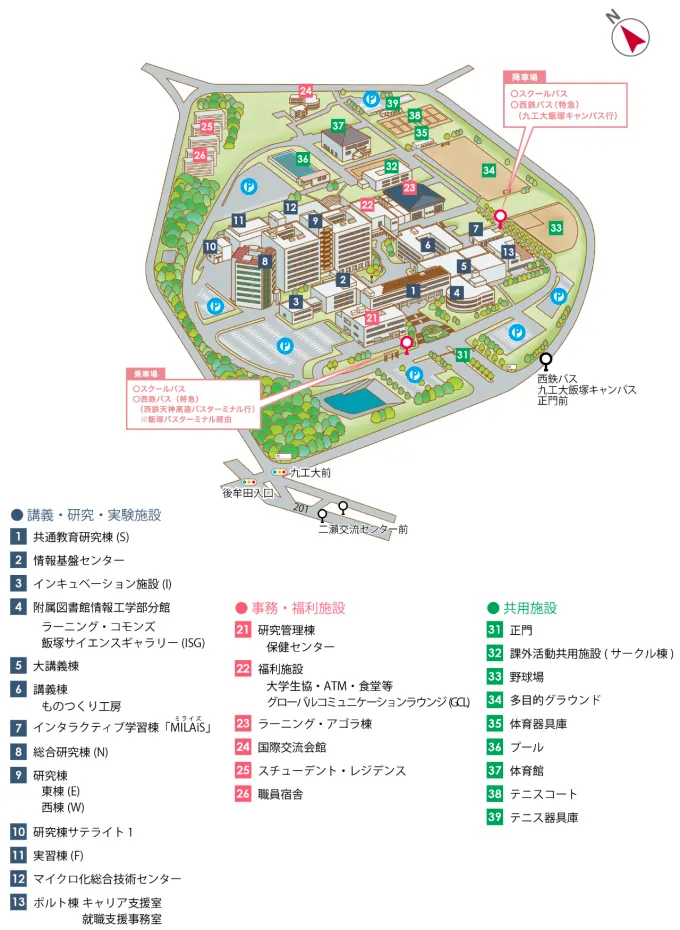 N
降車場
〇スクールバス
〇西鉄バス(特急)
(九工大飯塚キャンパス行)
24
39
38
37
35
25
26
36
32
34
23
22
12
11
9
33
10
7
6
13
8
5
2
1
4
3
21
31
乗車場
〇スクールバス
〇西鉄バス(特急)
(西鉄天神高速バスターミナル行)
※飯塚バスターミナル経由
西鉄バス
九工大飯塚キャンパス
正門前
九工大前
後牟田入口
201
二瀬交流センター前
● 講義・研究・実験施設
1 共通教育研究棟 (S)
2 情報基盤センター
3 インキュベーション施設 (I)
4 附属図書館情報工学部分館
ラーニング・コモンズ
飯塚サイエンスギャラリー (ISG)
5 大講義棟
6 講義棟
ものつくり工房
ミライズ
7 インタラクティブ学習棟「MILAiS」
8 総合研究棟 (N)
9 研究棟
東棟 (E)
西棟 (W)
10 研究棟サテライト 1
11 実習棟 (F)
12 マイクロ化総合技術センター
13 ポルト棟 キャリア支援室
就職支援事務室
● 事務・福利施設
21 研究管理棟
保健センター
22 福利施設
大学生協・ATM・食堂等
グローバルコミュニケーションラウンジ (GCL)
23 ラーニング・アゴラ棟
24 国際交流会館
25 スチューデント・レジデンス
26 職員宿舎
● 共用施設
31 正門
32 課外活動共用施設 ( サークル棟 )
33 野球場
34 多目的グラウンド
35 体育器具庫
36 プール
37 体育館
38 テニスコート
39 テニス器具庫